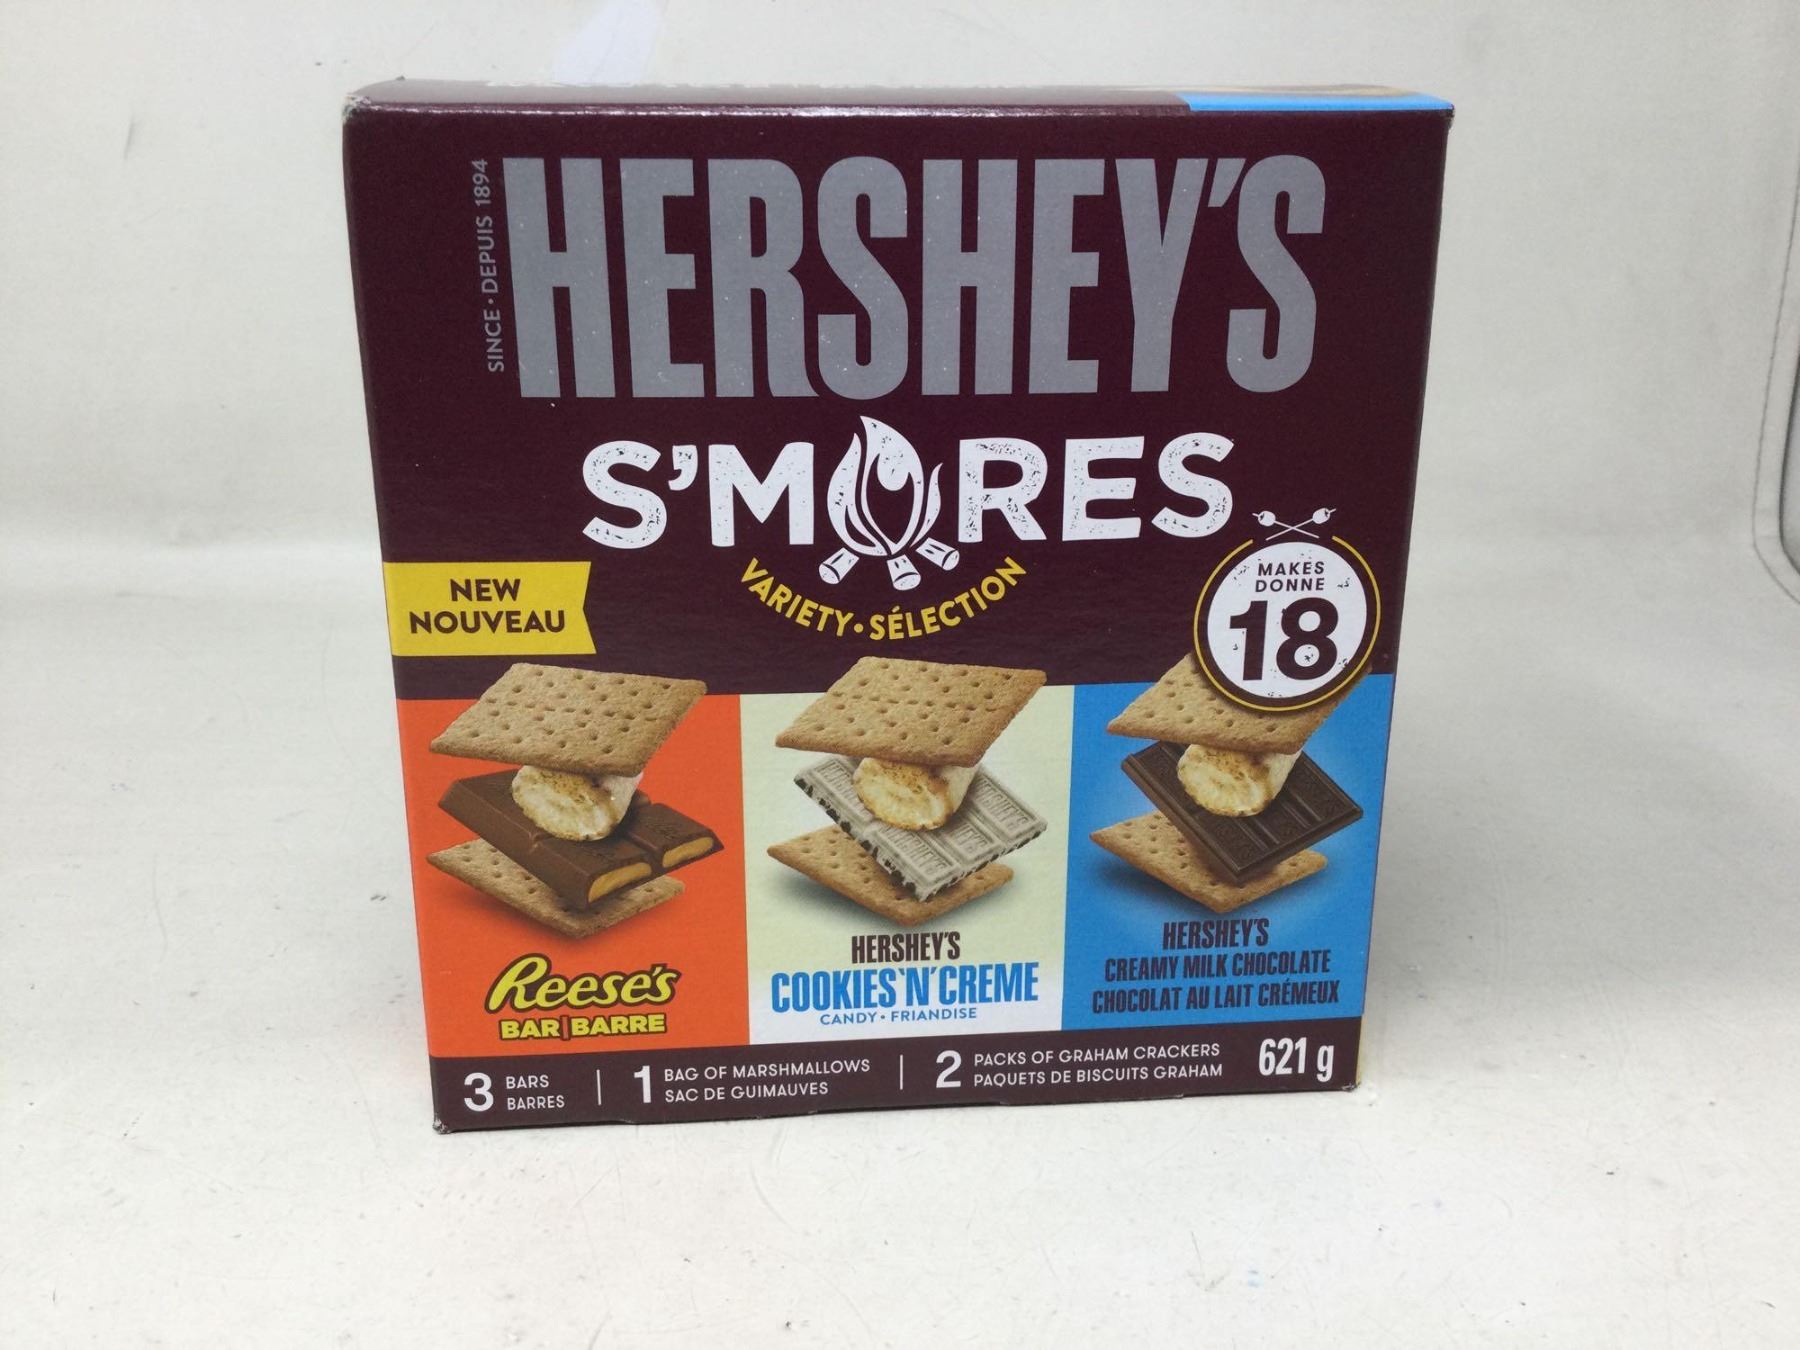 SINCE • DEPUIS 1894
HERSHEY'S
S'MORES
VARIETY • SÉLECTION
NEW
NOUVEAU
MAKES
DONNE
18
Reese's
BAR | BARRE
HERSHEY'S
COOKIES'N'CREME
CANDY • FRIANDISE
HERSHEY'S
CREAMY MILK CHOCOLATE
CHOCOLAT AU LAIT CRÉMEUX
3 BARS
BARRES
1 BAG OF MARSHMALLOWS
SAC DE GUIMAUVES
2 PACKS OF GRAHAM CRACKERS
PAQUETS DE BISCUITS GRAHAM
621 g